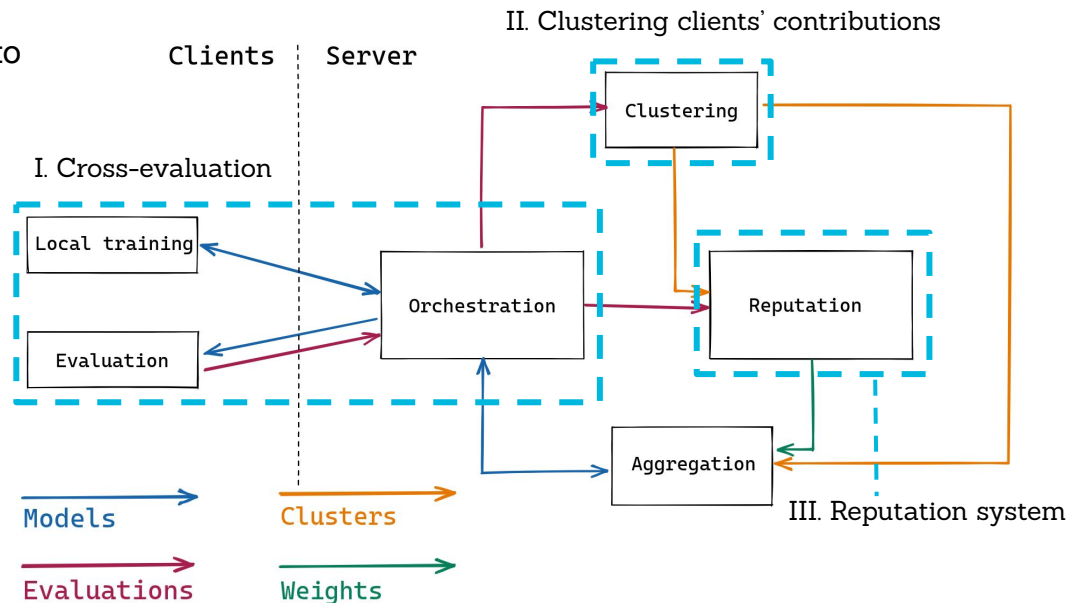 II. Clustering clients’ contributions
to
Clients
Server
Clustering
I. Cross-evaluation
Local training
Orchestration
Reputation
Evaluation
Aggregation
III. Reputation system
Models
Clusters
Evaluations
Weights